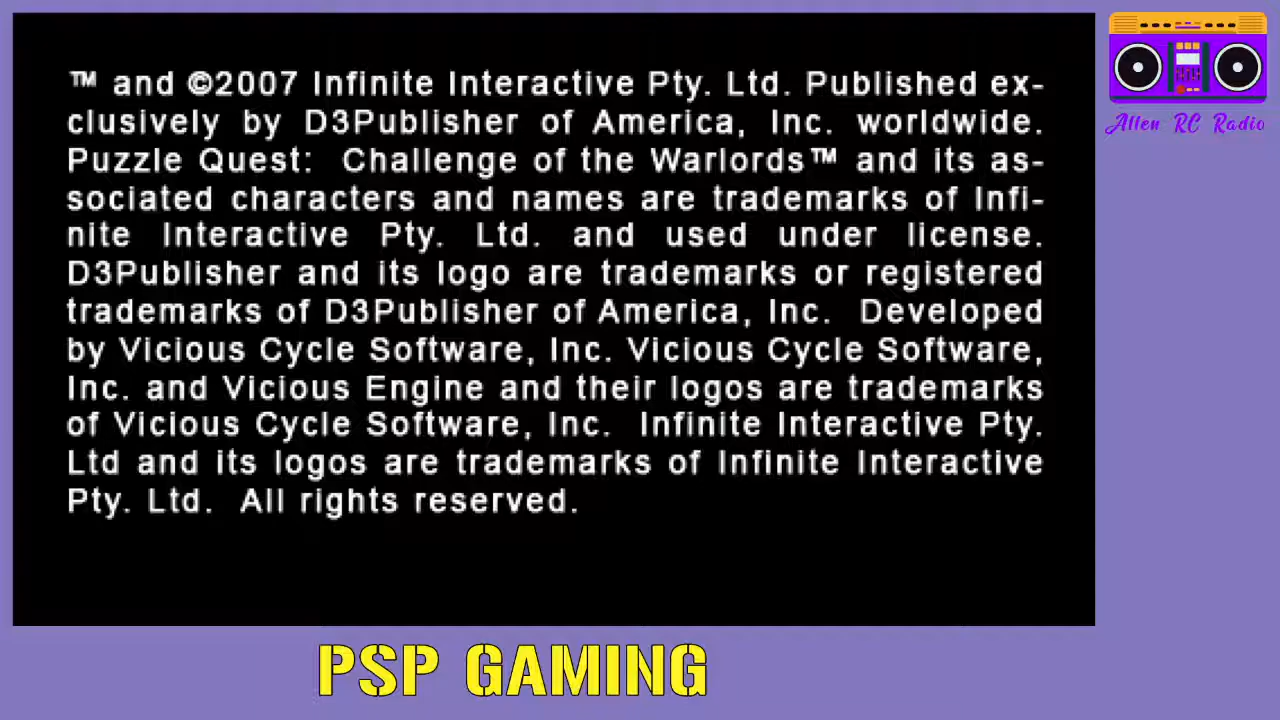 ™ and ©2007 Infinite Interactive Pty. Ltd. Published ex-
clusively by D3Publisher of America, Inc. worldwide.
Puzzle Quest: Challenge of the Warlords™ and its as-
sociated characters and names are trademarks of Infi-
nite Interactive Pty. Ltd. and used under license.
D3Publisher and its logo are trademarks or registered
trademarks of D3Publisher of America, Inc. Developed
by Vicious Cycle Software, Inc. Vicious Cycle Software,
Inc. and Vicious Engine and their logos are trademarks
of Vicious Cycle Software, Inc. Infinite Interactive Pty.
Ltd and its logos are trademarks of Infinite Interactive
Pty. Ltd. All rights reserved.
Allen RC Radio
PSP GAMING